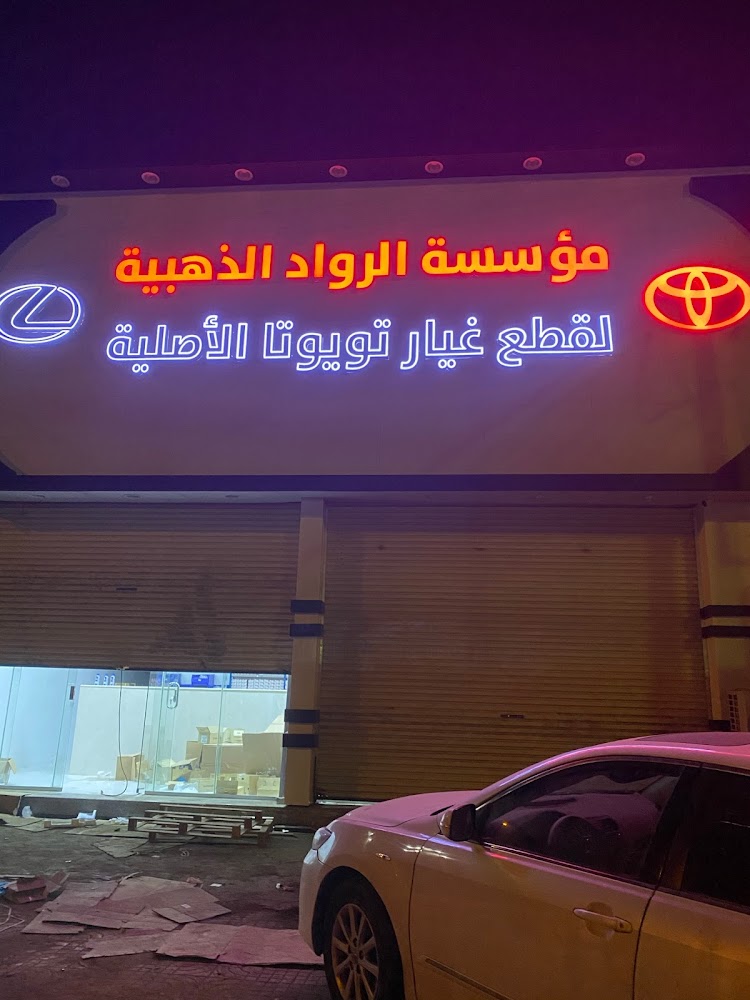 مؤسسة الرواد الذهبية
لقطع غيار تويوتا الأصلية